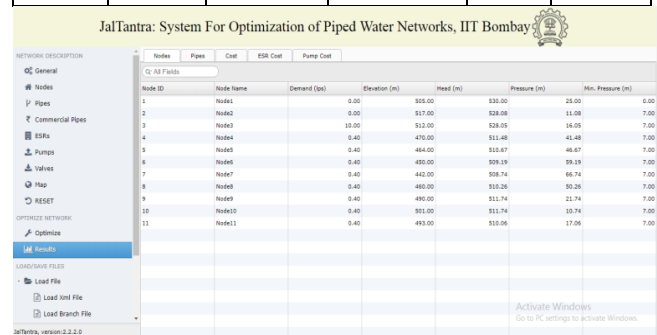 JalTantra: System For Optimization of Piped Water Networks, IIT Bombay
NETWORK DESCRIPTION
General
Nodes
Pipes
Commercial Pipes
ESRs
Pumps
Valves
Map
RESET
OPTIMIZE NETWORK
Optimize
Results
LOAD/SAVE FILES
Load File
Load Xml File
Load Branch File
JalTantra, version:2.2.2.0
Nodes Pipes Cost ESR Cost Pump Cost
All Fields
Node ID Node Name Demand (lps) Elevation (m) Head (m) Pressure (m) Min. Pressure (m)
1 Node1 0.00 505.00 530.00 25.00 0.00
2 Node2 0.00 517.00 528.08 11.08 7.00
3 Node3 10.00 512.00 528.05 16.05 7.00
4 Node4 0.40 470.00 511.48 41.48 7.00
5 Node5 0.40 464.00 510.67 46.67 7.00
6 Node6 0.40 450.00 509.19 59.19 7.00
7 Node7 0.40 442.00 508.74 66.74 7.00
8 Node8 0.40 460.00 510.26 50.26 7.00
9 Node9 0.40 490.00 511.74 21.74 7.00
10 Node10 0.40 501.00 511.74 10.74 7.00
11 Node11 0.40 493.00 510.06 17.06 7.00
Activate Windows
Go to PC settings to activate Windows.